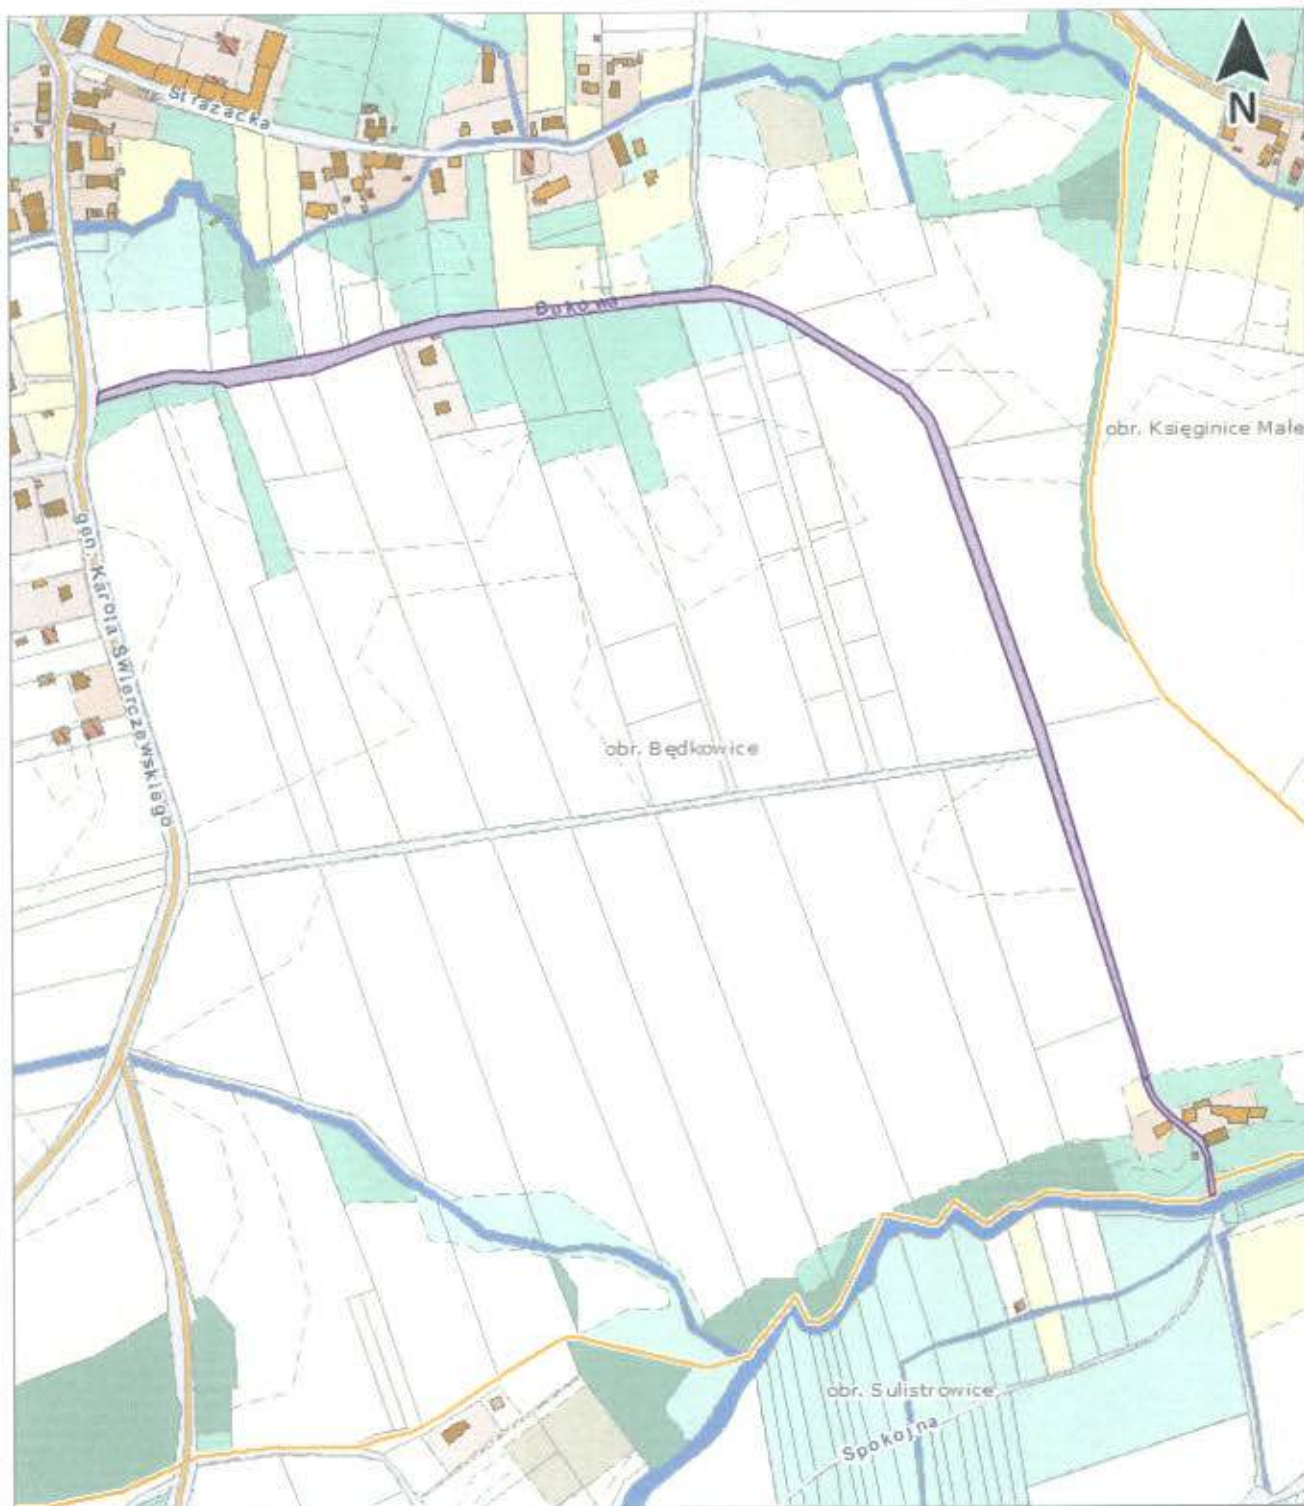 N
Strażacka
Bukowa
obr. Księginice Małe
gen. Karola Świerczewskiego
obr. Będkowice
obr. Sulistrowice
Spokojna